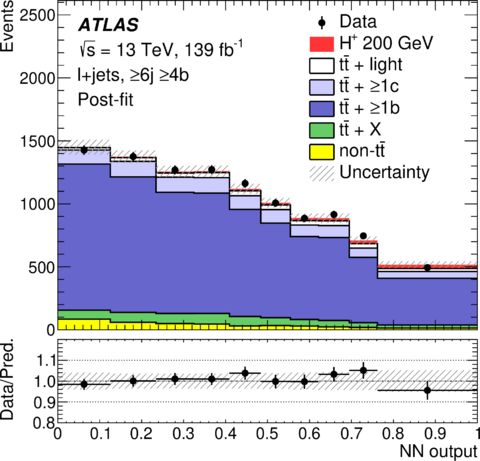 Events
2500
2000
1500
1000
500
0
ATLAS
√s = 13 TeV, 139 fb⁻¹
l+jets, ≥6j ≥4b
Post-fit
Data
H⁺ 200 GeV
tt̄ + light
tt̄ + ≥1c
tt̄ + ≥1b
tt̄ + X
non-tt̄
Uncertainty
Data/Pred.
1.1
1.0
0.9
0.8
0 0.1 0.2 0.3 0.4 0.5 0.6 0.7 0.8 0.9 1
NN output